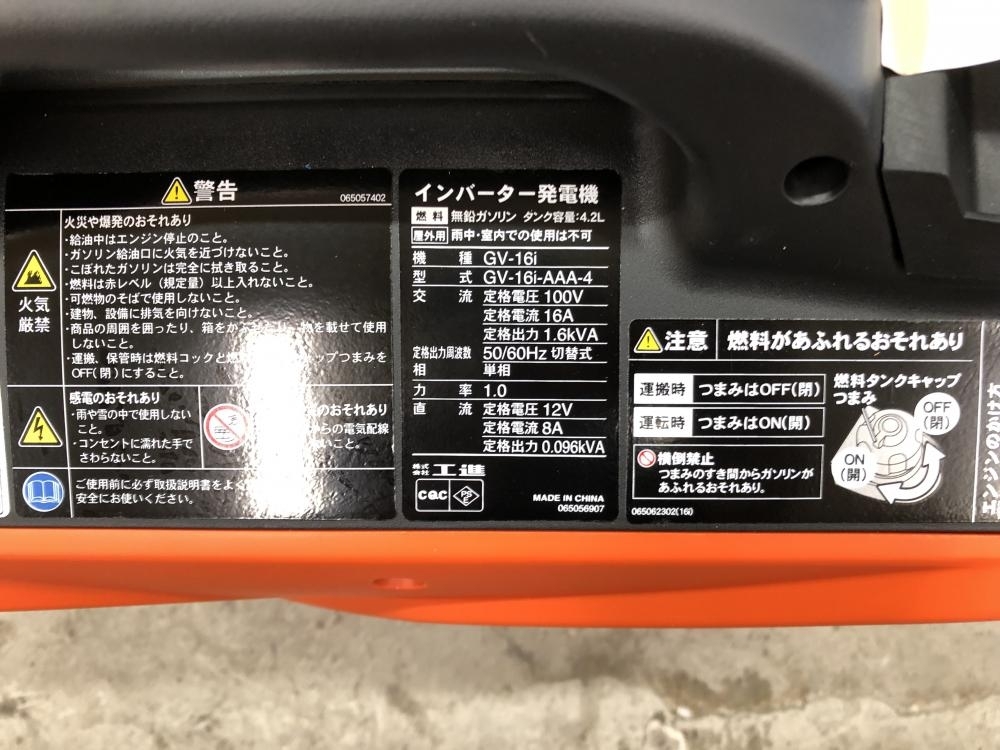 警告
065057402
火災や爆発のおそれあり
・給油中はエンジン停止のこと。
・ガソリン給油口に火気を近づけないこと。
・こぼれたガソリンは完全に拭き取ること。
・燃料は赤レベル(規定量)以上入れないこと。
・可燃物のそばで使用しないこと。
・建物、設備に排気を向けないこと。
・商品の周囲を囲ったり、箱をか 物を載せて使用
しないこと。
・運搬、保管時は燃料コックと燃 ャップつまみを
OFF(閉)にすること。
火気
厳禁
感電のおそれあり
・雨や雪の中で使用しない
こと。
・コンセントに濡れた手で
さわらないこと。
のおそれあり
からの電気配線
ないこと。
ご使用前に必ず取扱説明書をよく
安全にお使いください。
インバーター発電機
燃料 無鉛ガソリン タンク容量:4.2L
屋外用 雨中・室内での使用は不可
機種 GV-16i
型式 GV-16i-AAA-4
交流 定格電圧 100V
定格電流 16A
定格出力 1.6kVA
定格出力周波数 50/60Hz 切替式
相 単相
力率 1.0
直流 定格電圧 12V
定格電流 8A
定格出力 0.096kVA
株式会社 工進
cqc
PS
E
MADE IN CHINA
065056907
注意 燃料があふれるおそれあり
運搬時 つまみはOFF(閉)
運転時 つまみはON(開)
横倒禁止
つまみのすき間からガソリンが
あふれるおそれあり。
燃料タンクキャップ
つまみ
OFF
(閉)
ON
(開)
065062302(16i)
エンジンのかけ方